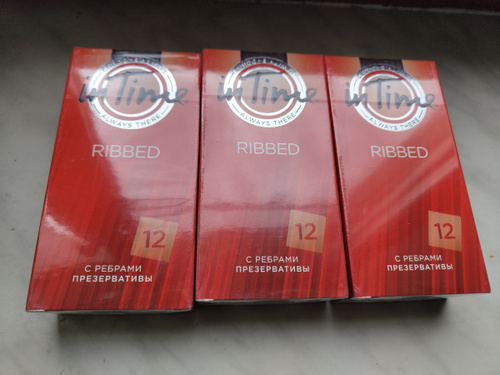 in Time
ALWAYS THERE
RIBBED
12
С РЕБРАМИ
ПРЕЗЕРВАТИВЫ
in Time
ALWAYS THERE
RIBBED
12
С РЕБРАМИ
ПРЕЗЕРВАТИВЫ
in Time
ALWAYS THERE
RIBBED
12
С РЕБРАМИ
ПРЕЗЕРВАТИВЫ